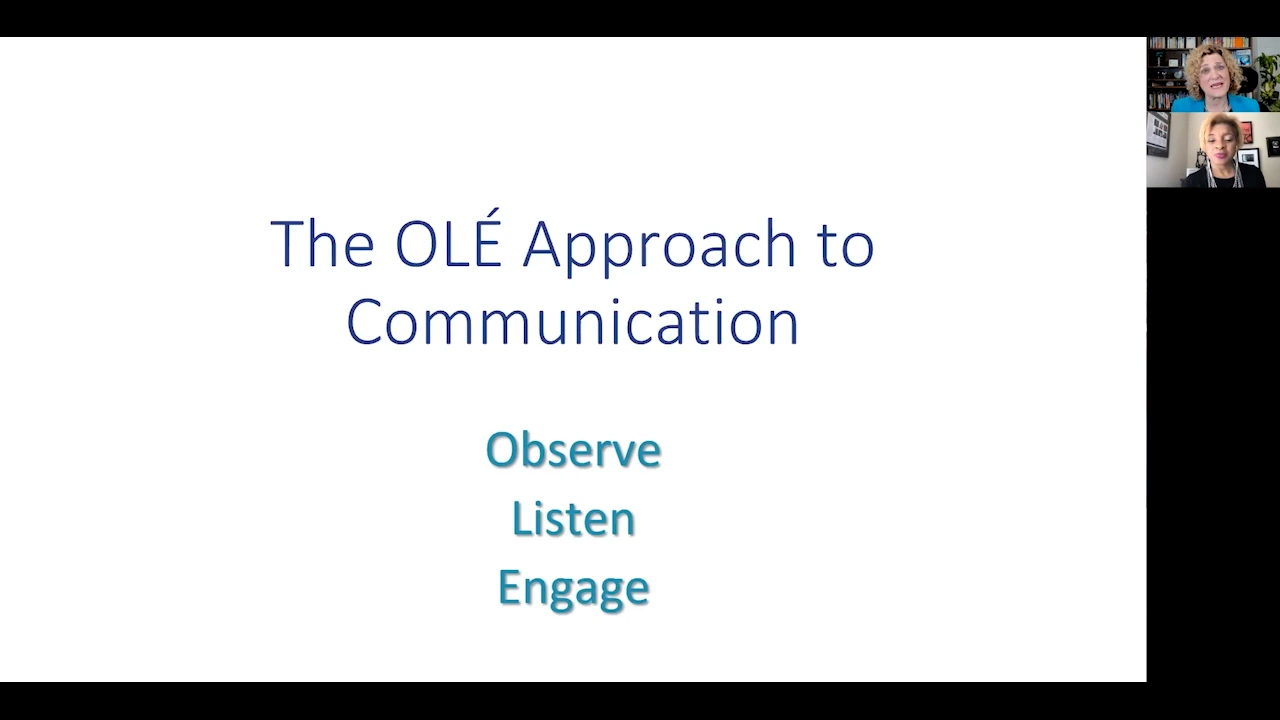 The OLÉ Approach to
Communication
Observe
Listen
Engage